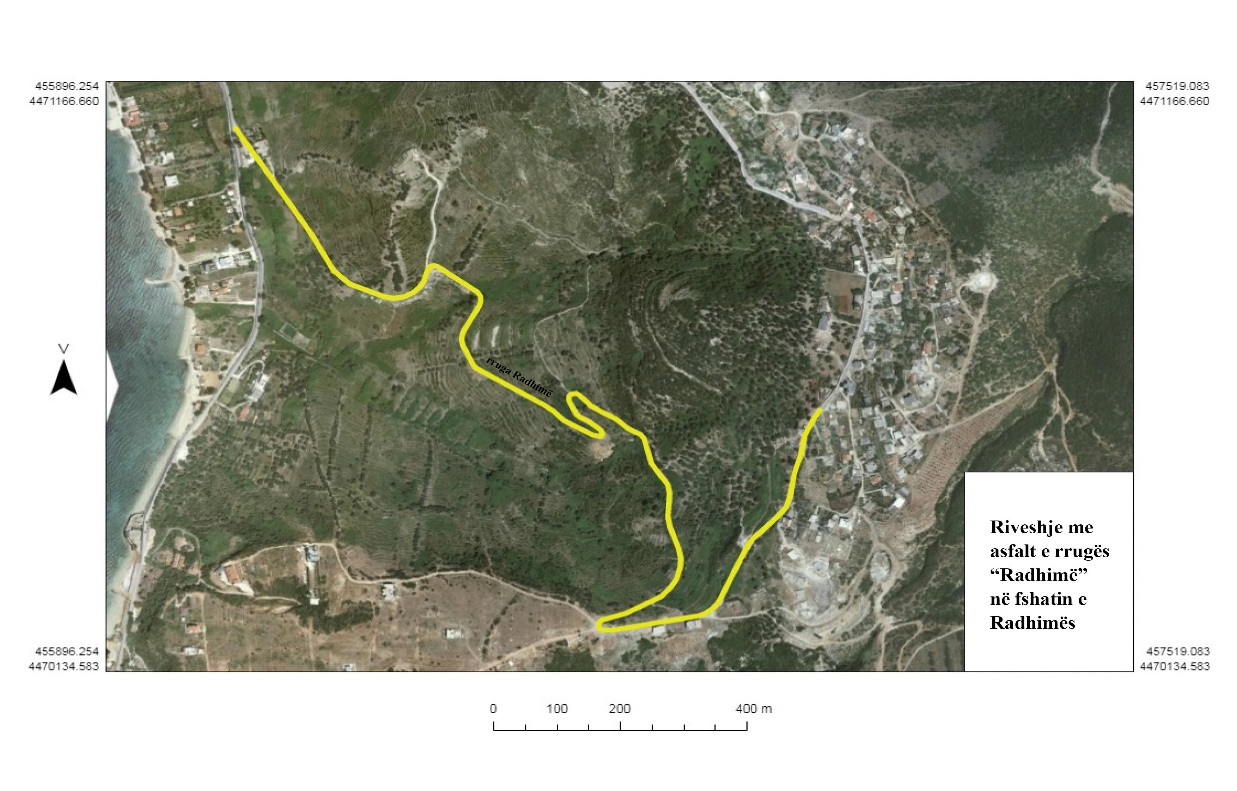 455896.254
4471166.660
457519.083
4471166.660
V
rruga Radhimë
Riveshje me
asfalt e rrugës
“Radhimë”
në fshatin e
Radhimës
455896.254
4470134.583
457519.083
4470134.583
0 100 200 400 m